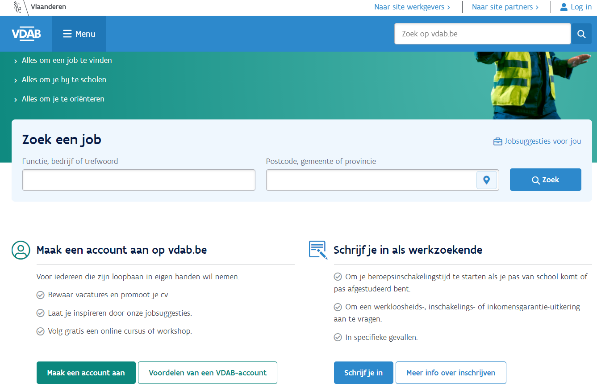 Vlaanderen
Naar site werkgevers ›
Naar site partners ›
Log in
VDAB
Menu
Zoek op vdab.be
› Alles om een job te vinden
› Alles om je bij te scholen
› Alles om je te oriënteren
Zoek een job
Jobsuggesties voor jou
Functie, bedrijf of trefwoord
Postcode, gemeente of provincie
Zoek
Maak een account aan op vdab.be
Voor iedereen die zijn loopbaan in eigen handen wil nemen
Bewaar vacatures en promoot je cv
Laat je inspireren door onze jobsuggesties.
Volg gratis een online cursus of workshop.
Maak een account aan
Voordelen van een VDAB-account
Schrijf je in als werkzoekende
Om je beroepsinschakelingstijd te starten als je pas van school komt of
pas afgestudeerd bent.
Om een werkloosheids-, inschakelings- of inkomensgarantie-uitkering
aan te vragen.
In specifieke gevallen.
Schrijf je in
Meer info over inschrijven